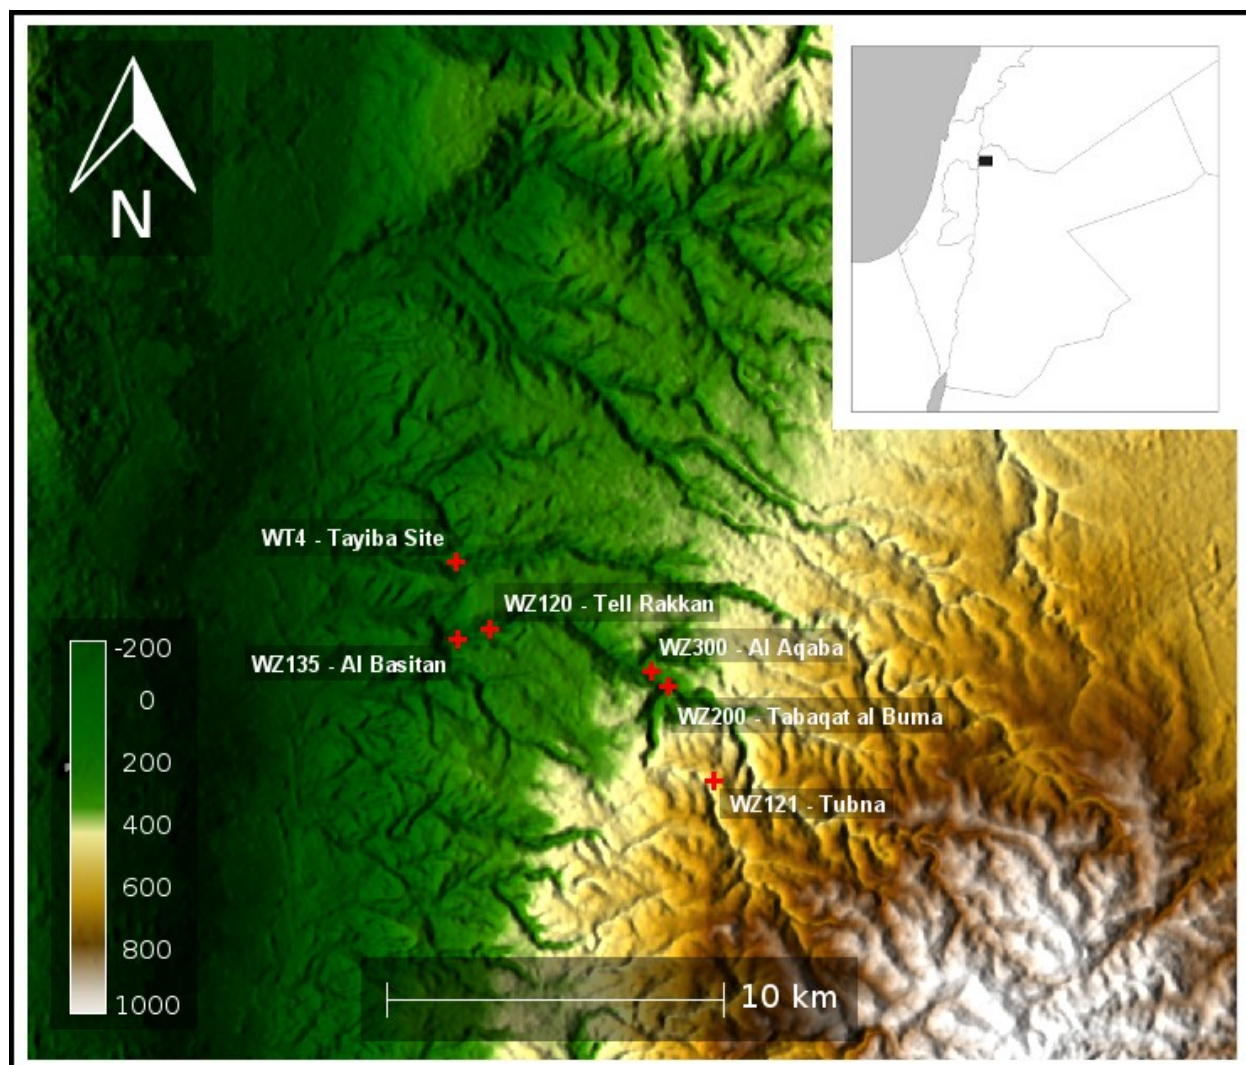 N
WT4 - Tayiba Site
WZ120 - Tell Rakkan
WZ300 - Al Aqaba
WZ135 - Al Basitan
WZ200 - Tabaqat al Buma
WZ121 - Tubna
-200
0
200
400
600
800
1000
10 km